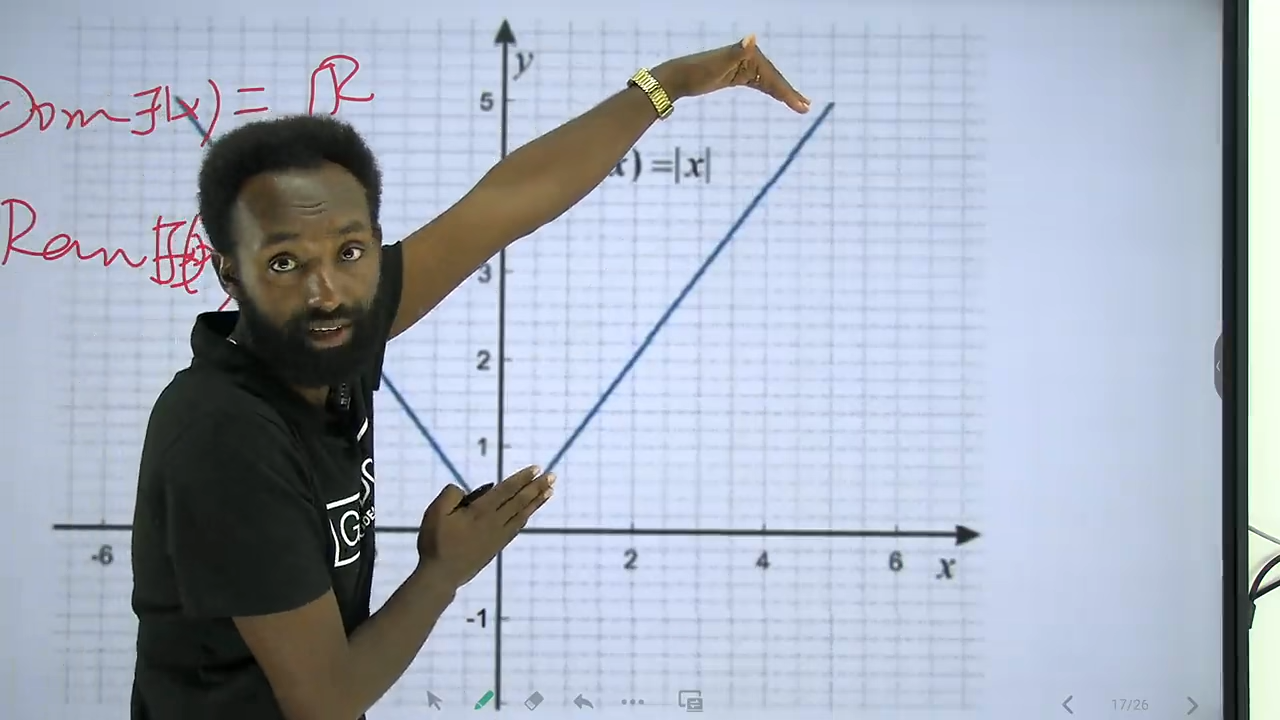 y
Dom f(x) = ℝ
5
x) =|x|
Ran
3
2
1
-6 2 4 6 x
-1
17/26